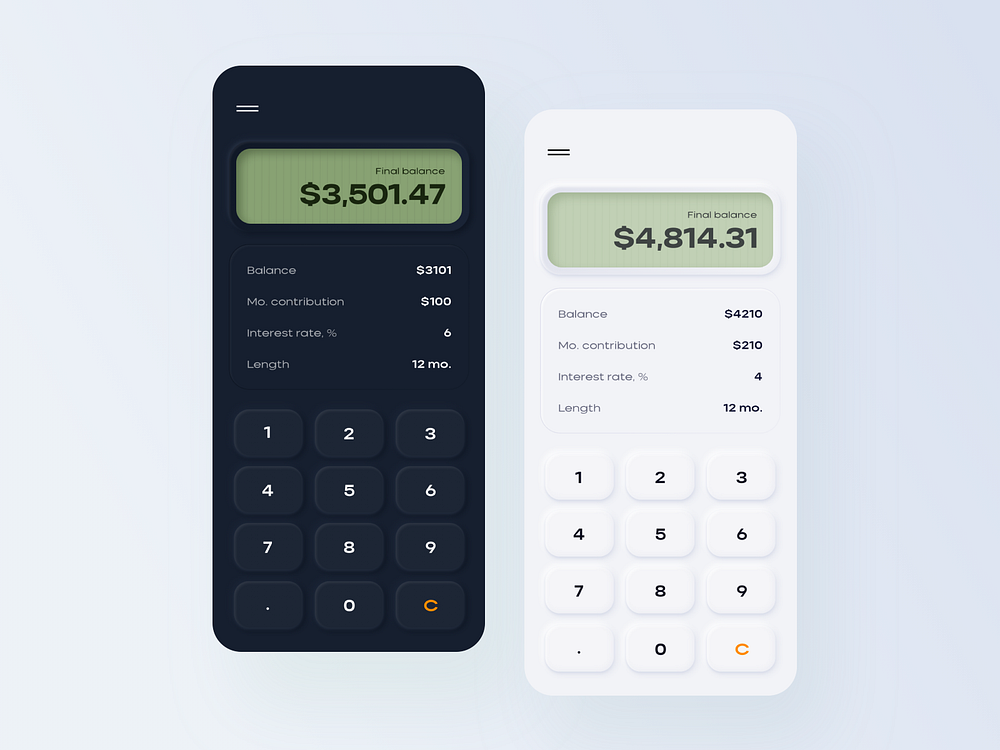 Final balance
$3,501.47
Balance $3101
Mo. contribution $100
Interest rate, % 6
Length 12 mo.
1 2 3
4 5 6
7 8 9
. 0 C
Final balance
$4,814.31
Balance $4210
Mo. contribution $210
Interest rate, % 4
Length 12 mo.
1 2 3
4 5 6
7 8 9
. 0 C